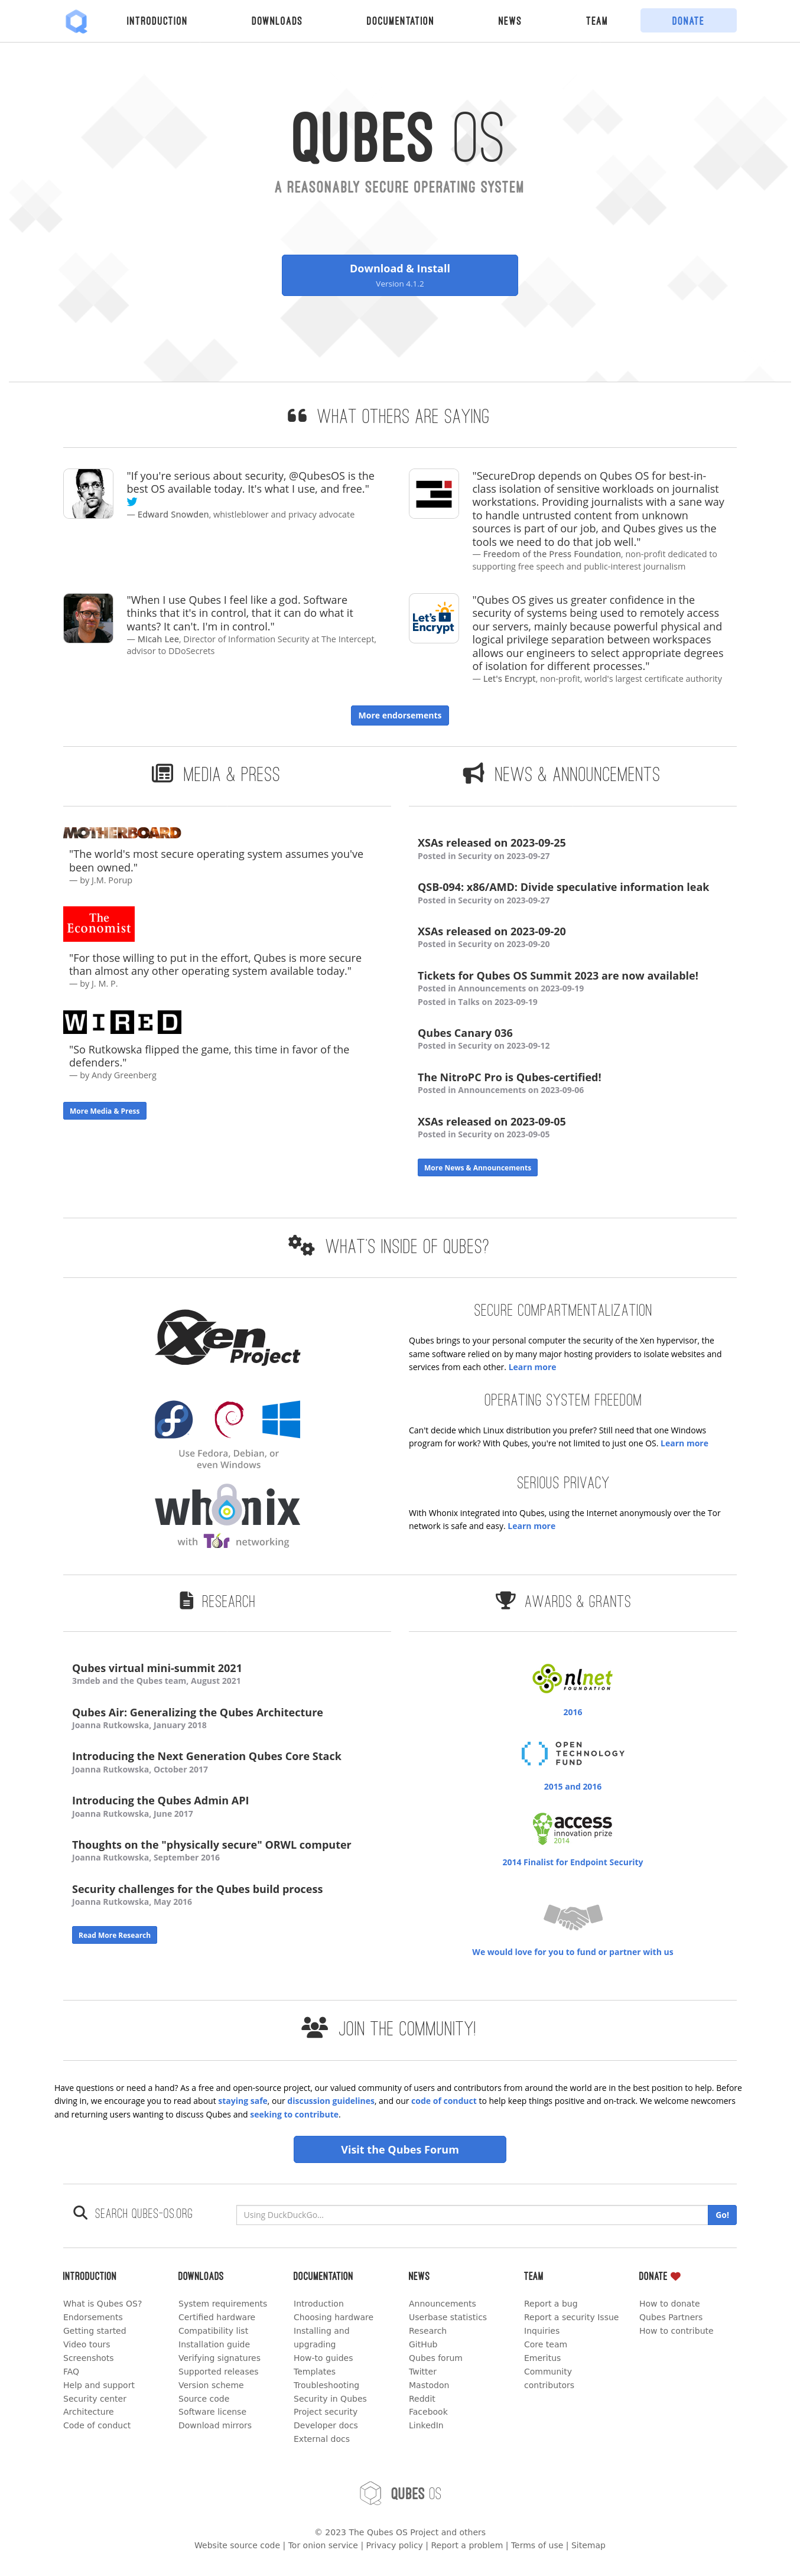 INTRODUCTION
DOWNLOADS
DOCUMENTATION
NEWS
TEAM
DONATE
QUBES OS
A REASONABLY SECURE OPERATING SYSTEM
Download & Install
Version 4.1.2
WHAT OTHERS ARE SAYING
"If you're serious about security, @QubesOS is the
best OS available today. It's what I use, and free."
— Edward Snowden, whistleblower and privacy advocate
"SecureDrop depends on Qubes OS for best-in-
class isolation of sensitive workloads on journalist
workstations. Providing journalists with a sane way
to handle untrusted content from unknown
sources is part of our job, and Qubes gives us the
tools we need to do that job well."
— Freedom of the Press Foundation, non-profit dedicated to
supporting free speech and public-interest journalism
"When I use Qubes I feel like a god. Software
thinks that it's in control, that it can do what it
wants? It can't. I'm in control."
— Micah Lee, Director of Information Security at The Intercept,
advisor to DDoSecrets
Let's
Encrypt
"Qubes OS gives us greater confidence in the
security of systems being used to remotely access
our servers, mainly because powerful physical and
logical privilege separation between workspaces
allows our engineers to select appropriate degrees
of isolation for different processes."
— Let's Encrypt, non-profit, world's largest certificate authority
More endorsements
MEDIA & PRESS
MOTHERBOARD
"The world's most secure operating system assumes you've
been owned."
— by J.M. Porup
The
Economist
"For those willing to put in the effort, Qubes is more secure
than almost any other operating system available today."
— by J. M. P.
WIRED
"So Rutkowska flipped the game, this time in favor of the
defenders."
— by Andy Greenberg
More Media & Press
NEWS & ANNOUNCEMENTS
XSAs released on 2023-09-25
Posted in Security on 2023-09-27
QSB-094: x86/AMD: Divide speculative information leak
Posted in Security on 2023-09-27
XSAs released on 2023-09-20
Posted in Security on 2023-09-20
Tickets for Qubes OS Summit 2023 are now available!
Posted in Announcements on 2023-09-19
Posted in Talks on 2023-09-19
Qubes Canary 036
Posted in Security on 2023-09-12
The NitroPC Pro is Qubes-certified!
Posted in Announcements on 2023-09-06
XSAs released on 2023-09-05
Posted in Security on 2023-09-05
More News & Announcements
WHAT'S INSIDE OF QUBES?
Xen
Project
SECURE COMPARTMENTALIZATION
Qubes brings to your personal computer the security of the Xen hypervisor, the
same software relied on by many major hosting providers to isolate websites and
services from each other. Learn more
Use Fedora, Debian, or
even Windows
OPERATING SYSTEM FREEDOM
Can't decide which Linux distribution you prefer? Still need that one Windows
program for work? With Qubes, you're not limited to just one OS. Learn more
whonix
with Tor networking
SERIOUS PRIVACY
With Whonix integrated into Qubes, using the Internet anonymously over the Tor
network is safe and easy. Learn more
RESEARCH
Qubes virtual mini-summit 2021
3mdeb and the Qubes team, August 2021
Qubes Air: Generalizing the Qubes Architecture
Joanna Rutkowska, January 2018
Introducing the Next Generation Qubes Core Stack
Joanna Rutkowska, October 2017
Introducing the Qubes Admin API
Joanna Rutkowska, June 2017
Thoughts on the "physically secure" ORWL computer
Joanna Rutkowska, September 2016
Security challenges for the Qubes build process
Joanna Rutkowska, May 2016
Read More Research
AWARDS & GRANTS
nlnet
FOUNDATION
2016
OPEN
TECHNOLOGY
FUND
2015 and 2016
access
innovation prize
2014
2014 Finalist for Endpoint Security
We would love for you to fund or partner with us
JOIN THE COMMUNITY!
Have questions or need a hand? As a free and open-source project, our valued community of users and contributors from around the world are in the best position to help. Before
diving in, we encourage you to read about staying safe, our discussion guidelines, and our code of conduct to help keep things positive and on-track. We welcome newcomers
and returning users wanting to discuss Qubes and seeking to contribute.
Visit the Qubes Forum
SEARCH QUBES-OS.ORG
Using DuckDuckGo...
Go!
INTRODUCTION
What is Qubes OS?
Endorsements
Getting started
Video tours
Screenshots
FAQ
Help and support
Security center
Architecture
Code of conduct
DOWNLOADS
System requirements
Certified hardware
Compatibility list
Installation guide
Verifying signatures
Supported releases
Version scheme
Source code
Software license
Download mirrors
DOCUMENTATION
Introduction
Choosing hardware
Installing and
upgrading
How-to guides
Templates
Troubleshooting
Security in Qubes
Project security
Developer docs
External docs
NEWS
Announcements
Userbase statistics
Research
GitHub
Qubes forum
Twitter
Mastodon
Reddit
Facebook
LinkedIn
TEAM
Report a bug
Report a security Issue
Inquiries
Core team
Emeritus
Community
contributors
DONATE
How to donate
Qubes Partners
How to contribute
QUBES OS
© 2023 The Qubes OS Project and others
Website source code | Tor onion service | Privacy policy | Report a problem | Terms of use | Sitemap